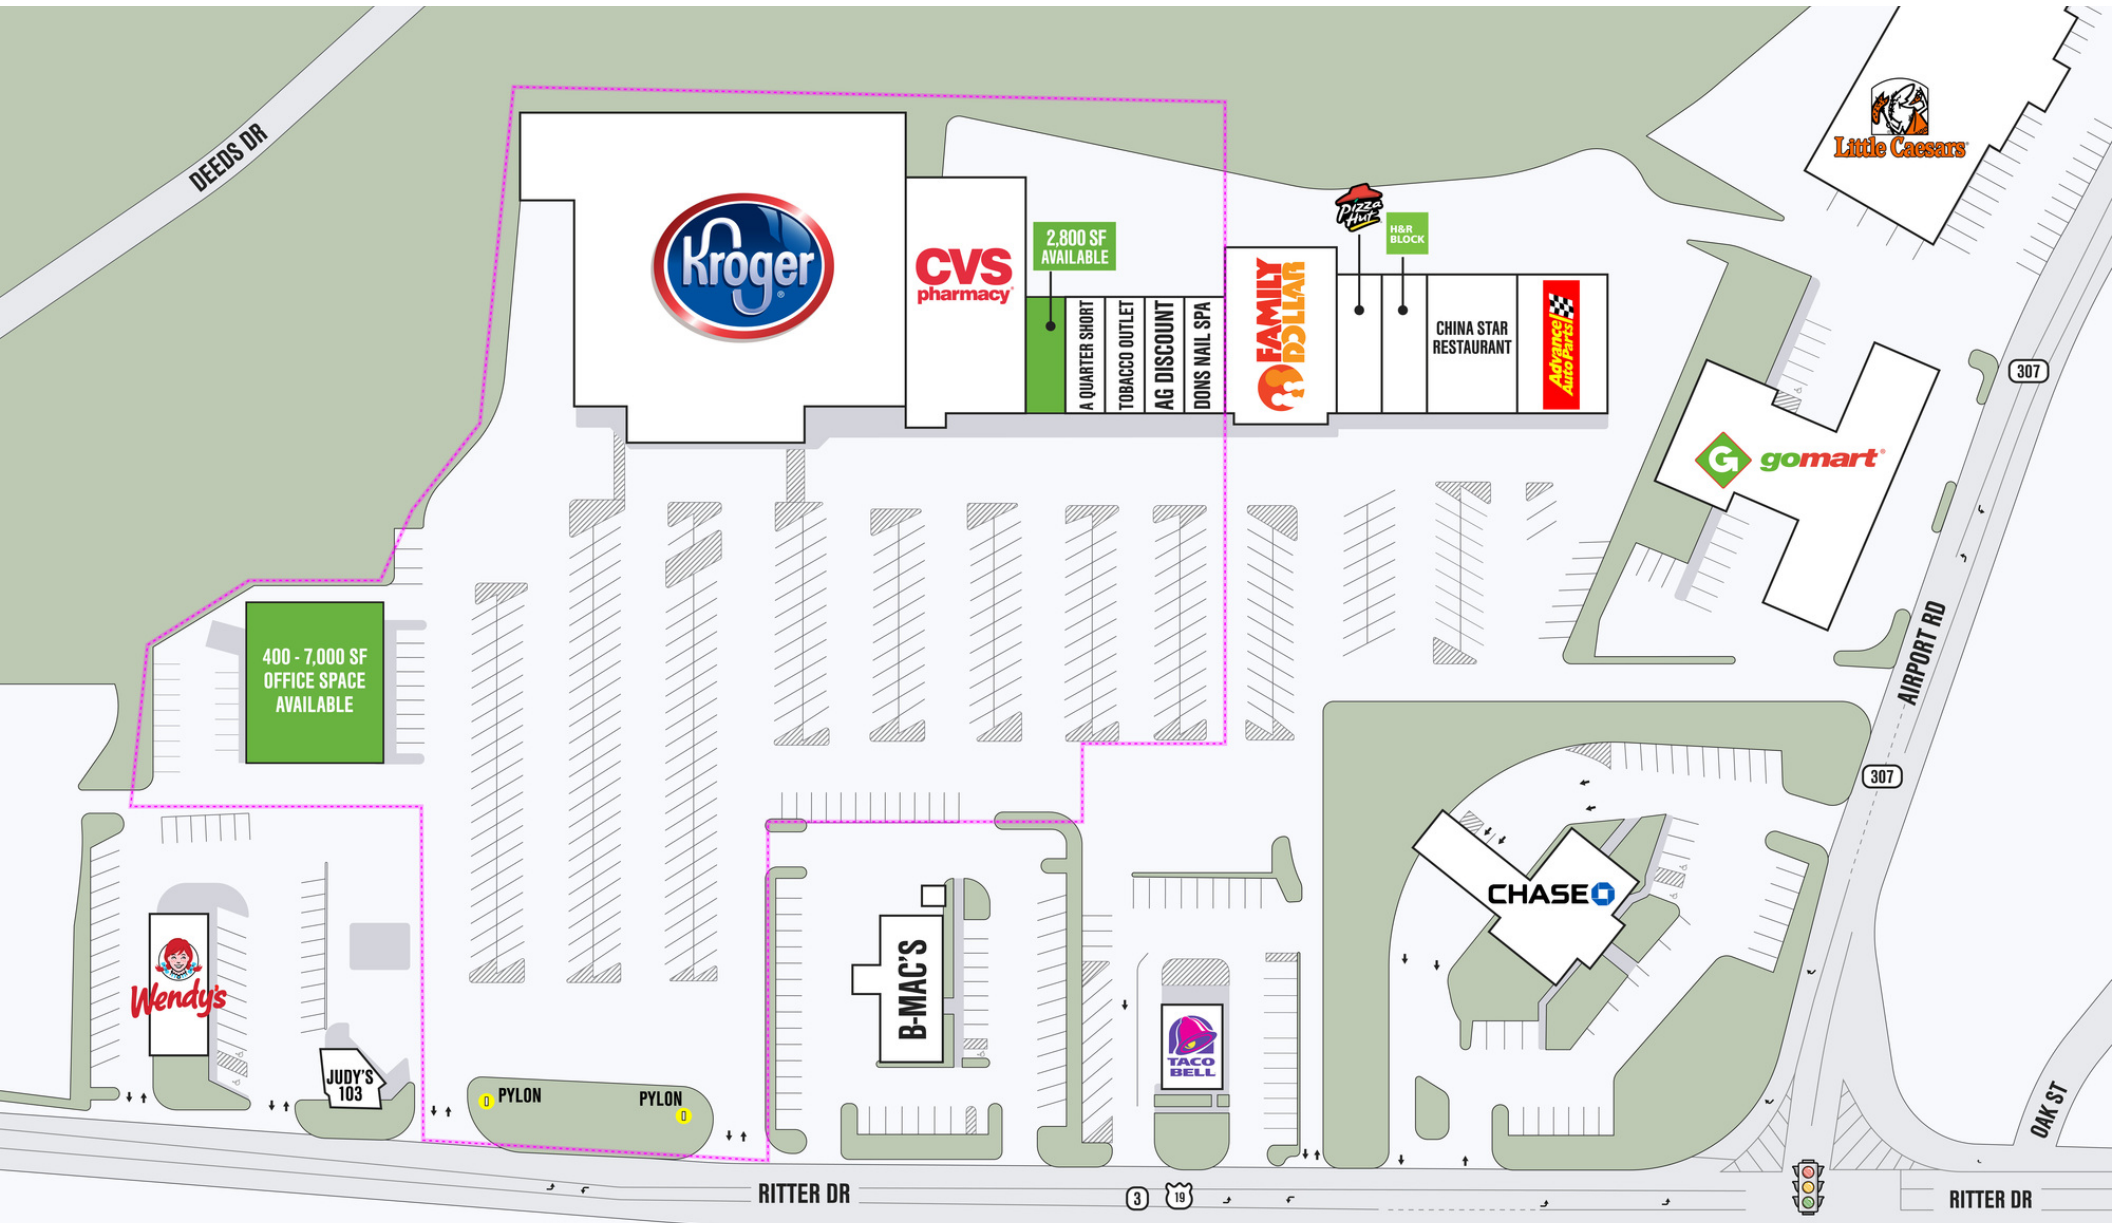 DEEDS DR
Little Caesars
Kroger
CVS
pharmacy
2,800 SF
AVAILABLE
A QUARTER SHORT
TOBACCO OUTLET
AG DISCOUNT
DONS NAIL SPA
FAMILY
DOLLAR
Pizza
Hut
H&R
BLOCK
CHINA STAR
RESTAURANT
Advance
Auto Parts
307
G gomart
AIRPORT RD
400 - 7,000 SF
OFFICE SPACE
AVAILABLE
307
CHASE
Wendy's
B-MAC'S
TACO
BELL
JUDY'S
103
PYLON
PYLON
OAK ST
RITTER DR
3
19
RITTER DR